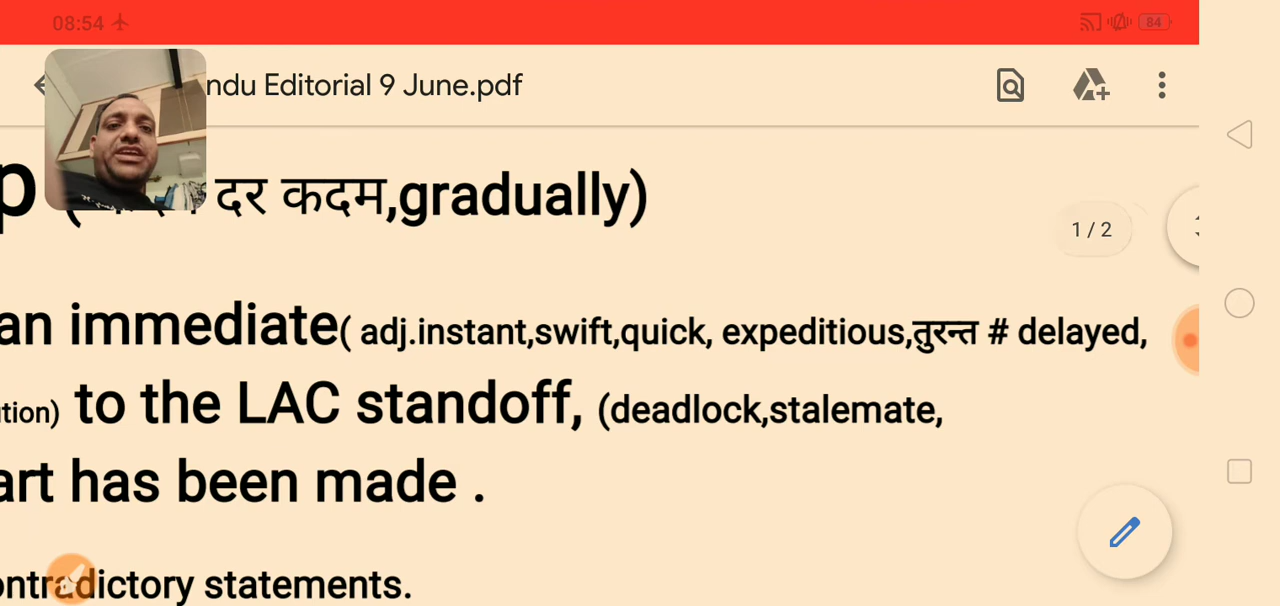 08:54
84
ndu Editorial 9 June.pdf
p ( दर कदम,gradually)
1 / 2
an immediate( adj.instant,swift,quick, expeditious,तुरन्त # delayed,
tion) to the LAC standoff, (deadlock,stalemate,
art has been made .
ontradictory statements.